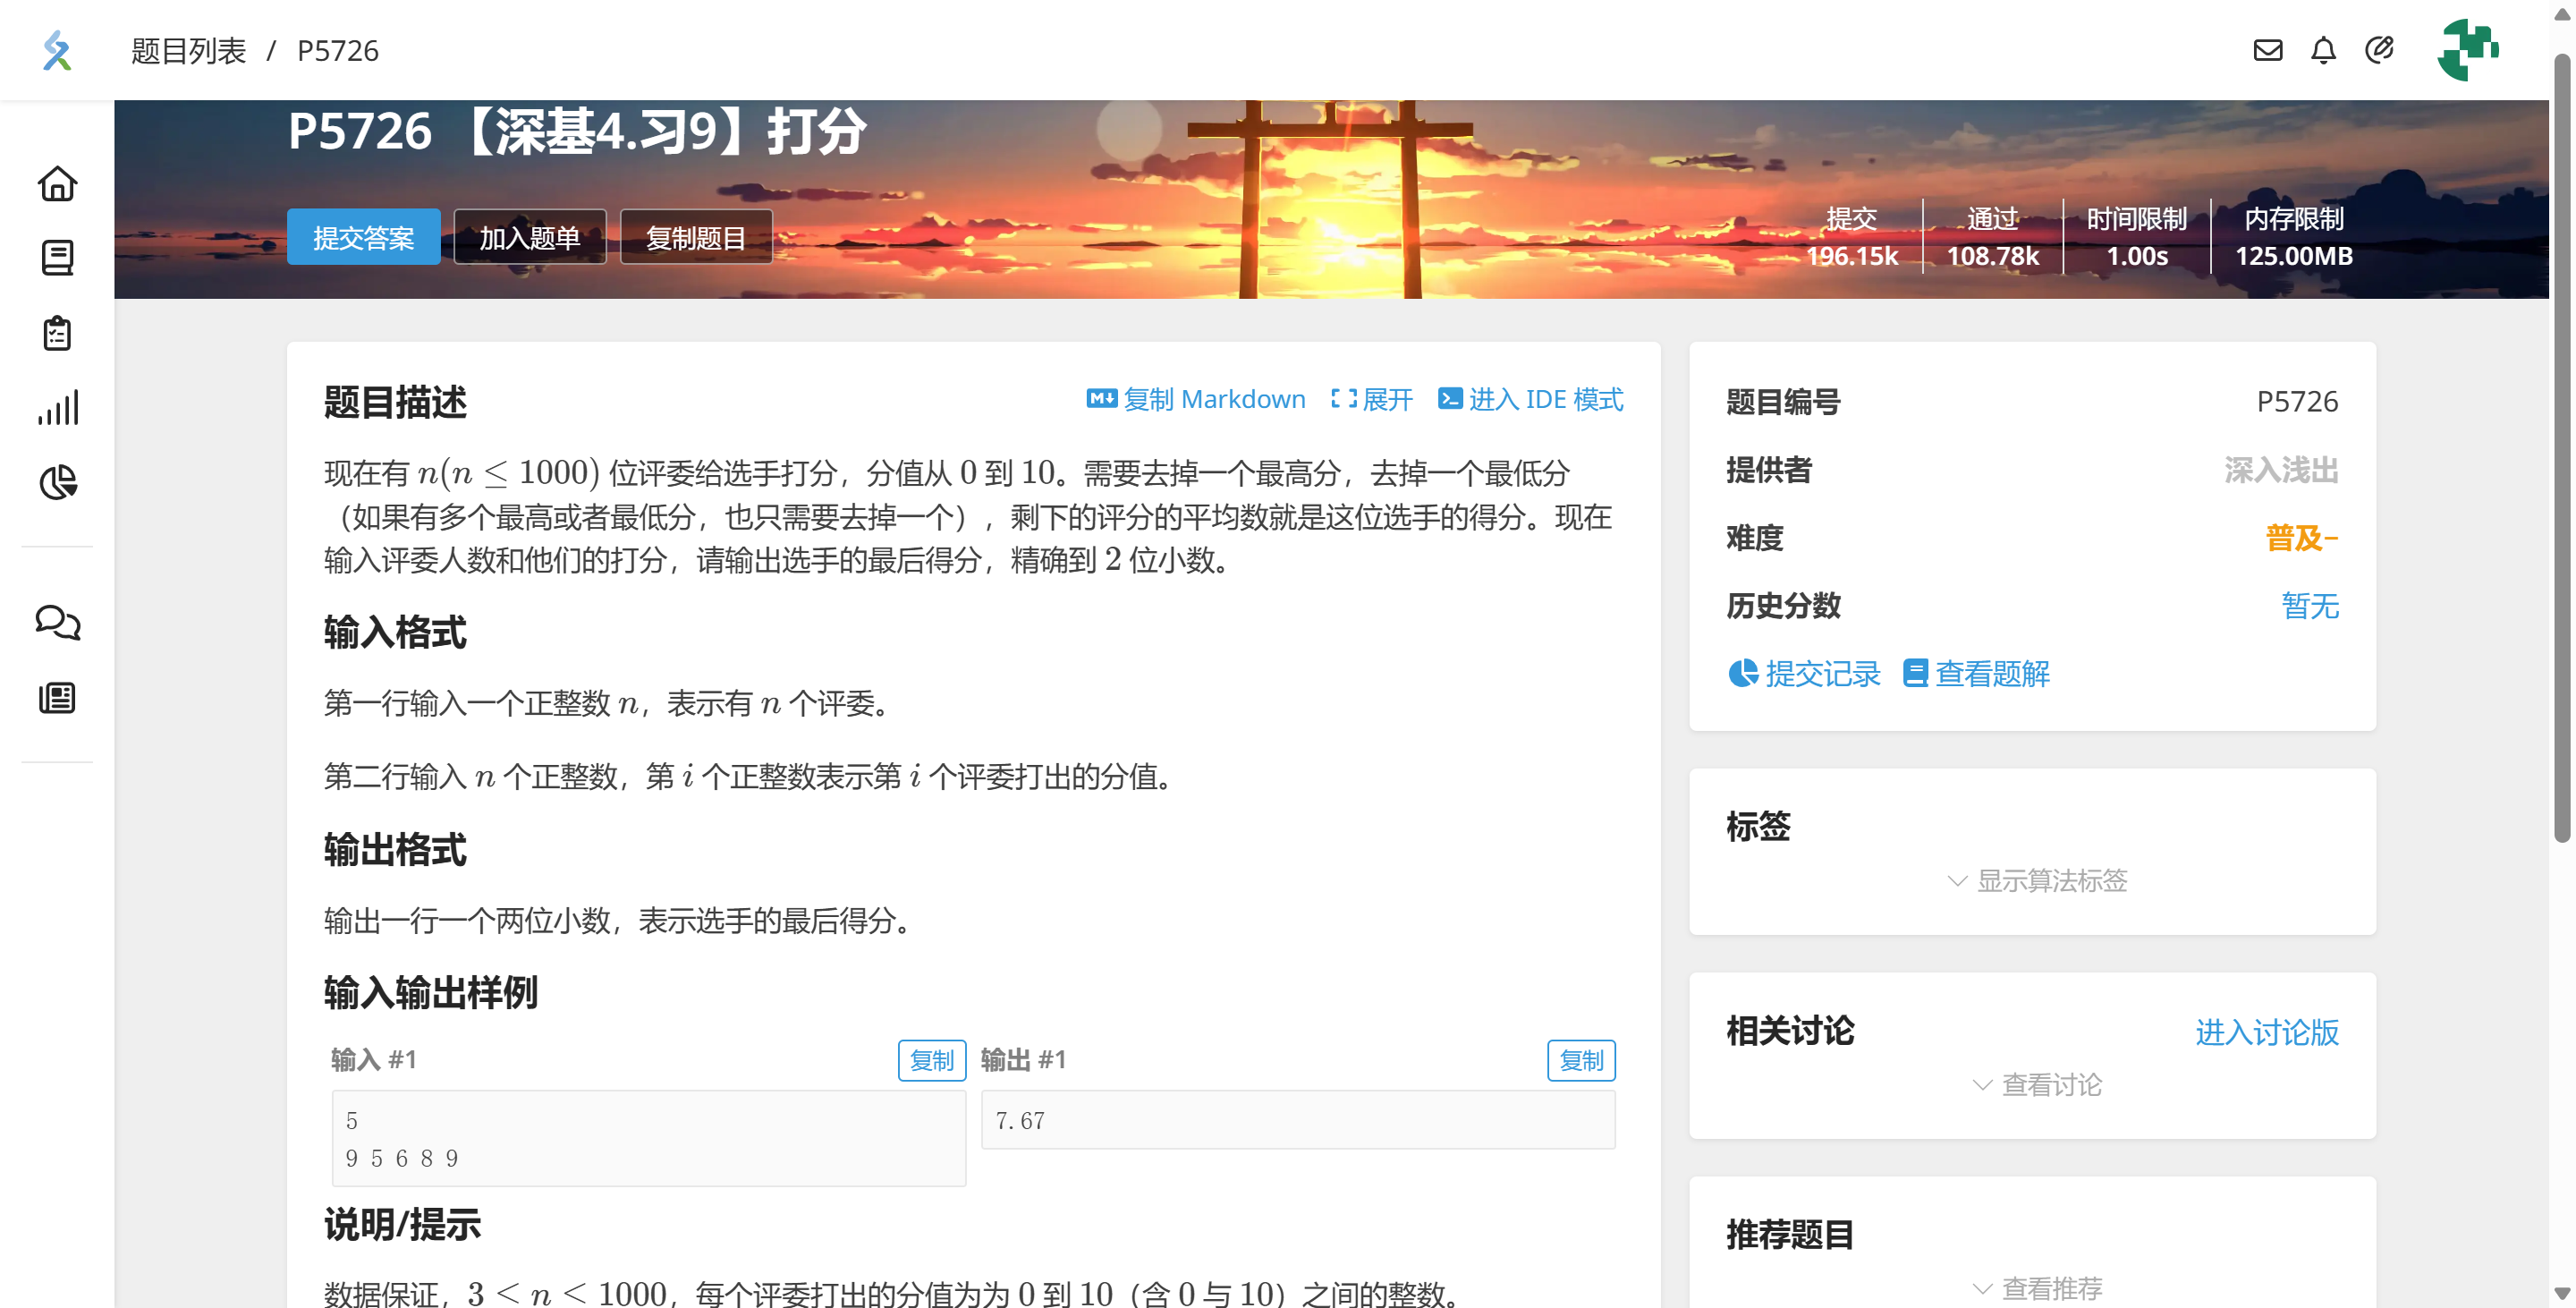 题目列表 / P5726
P5726 【深基4.习9】打分
提交答案 加入题单 复制题目
提交 通过 时间限制 内存限制
196.15k 108.78k 1.00s 125.00MB
题目描述 复制 Markdown 展开 进入 IDE 模式
现在有 n(n ≤ 1000) 位评委给选手打分，分值从 0 到 10。需要去掉一个最高分，去掉一个最低分
（如果有多个最高或者最低分，也只需要去掉一个），剩下的评分的平均数就是这位选手的得分。现在
输入评委人数和他们的打分，请输出选手的最后得分，精确到 2 位小数。
输入格式
第一行输入一个正整数 n，表示有 n 个评委。
第二行输入 n 个正整数，第 i 个正整数表示第 i 个评委打出的分值。
输出格式
输出一行一个两位小数，表示选手的最后得分。
输入输出样例
输入 #1 复制 输出 #1 复制
5
9 5 6 8 9
7.67
说明/提示
数据保证，3 < n < 1000，每个评委打出的分值为为 0 到 10（含 0 与 10）之间的整数。
题目编号 P5726
提供者 深入浅出
难度 普及−
历史分数 暂无
提交记录 查看题解
标签
显示算法标签
相关讨论 进入讨论版
查看讨论
推荐题目
查看推荐